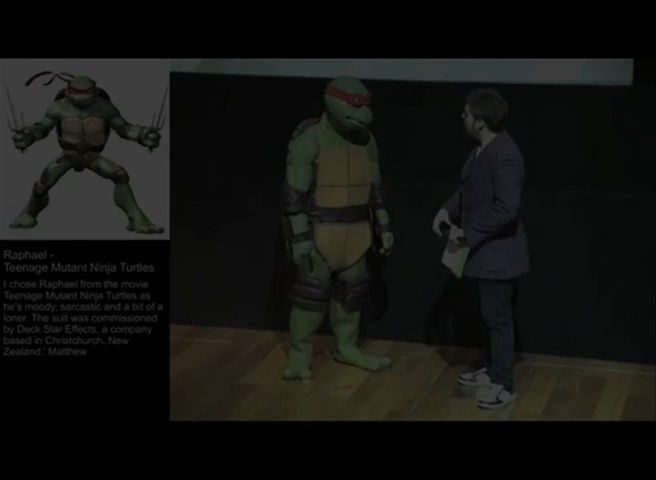 Raphael -
Teenage Mutant Ninja Turtles
I chose Raphael from the movie
Teenage Mutant Ninja Turtles as
he's moody, sarcastic and a bit of a
loner. The suit was commissioned
by Deck Star Effects, a company
based in Christchurch, New
Zealand,' Matthew